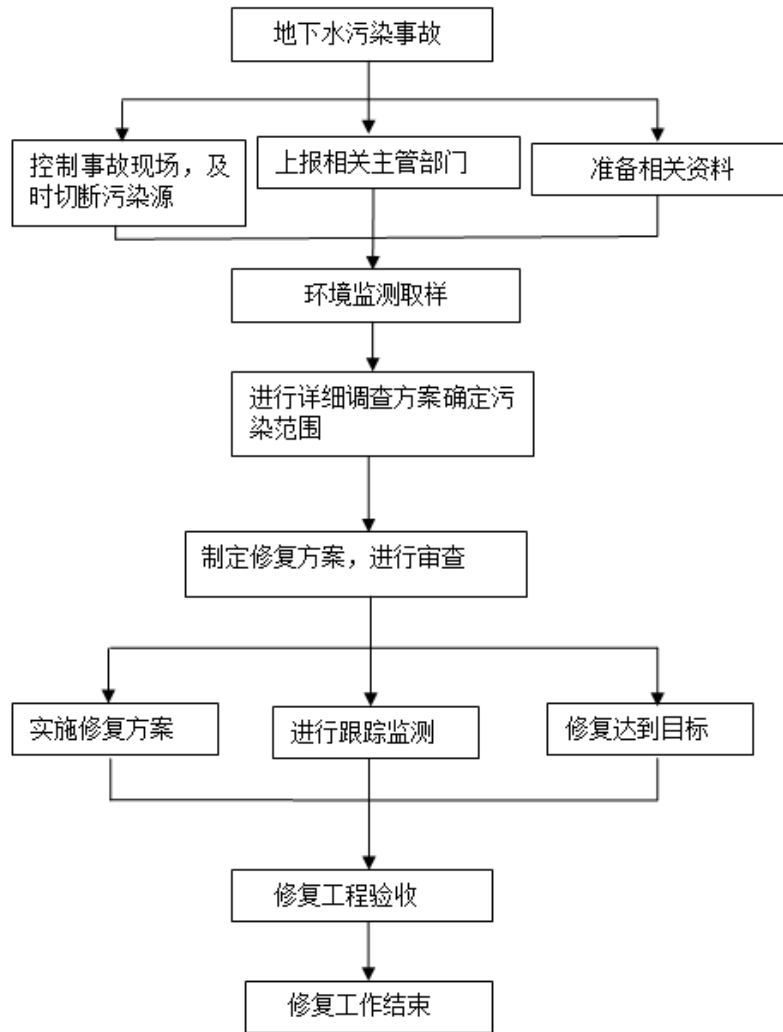 地下水污染事故
控制事故现场，及
时切断污染源
上报相关主管部门
准备相关资料
环境监测取样
进行详细调查方案确定污
染范围
制定修复方案，进行审查
实施修复方案
进行跟踪监测
修复达到目标
修复工程验收
修复工作结束